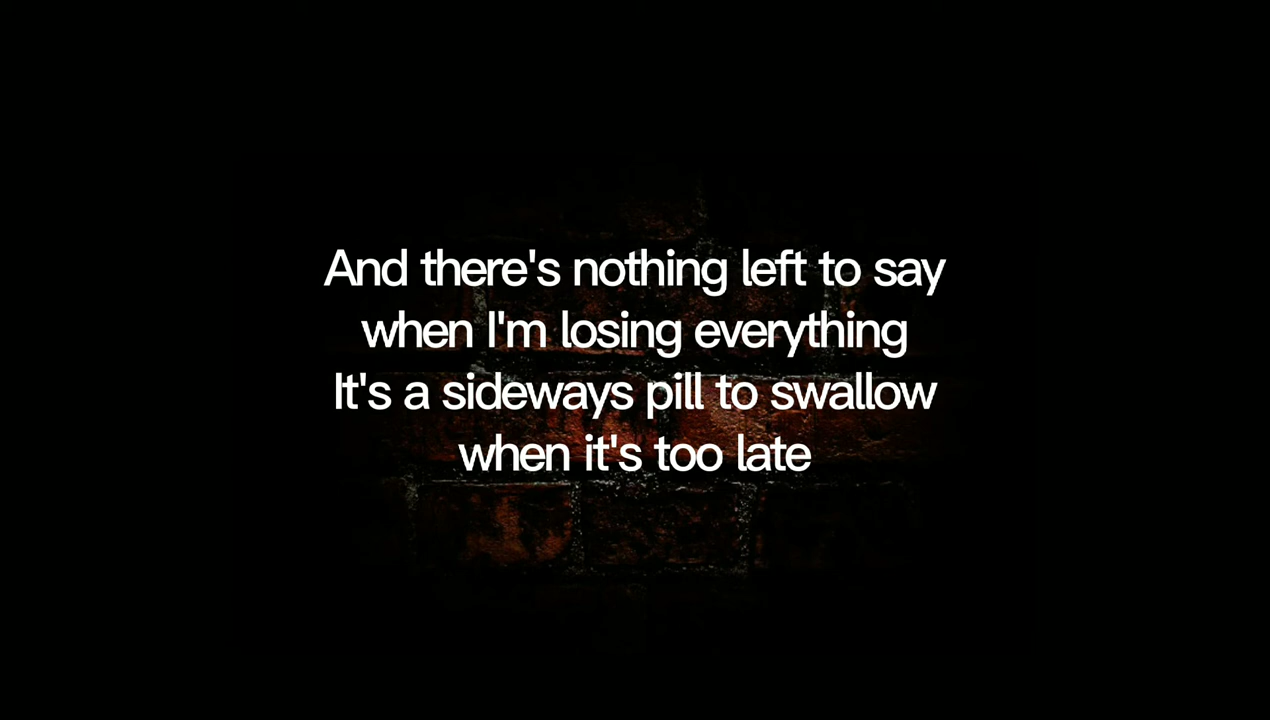 And there's nothing left to say
when I'm losing everything
It's a sideways pill to swallow
when it's too late